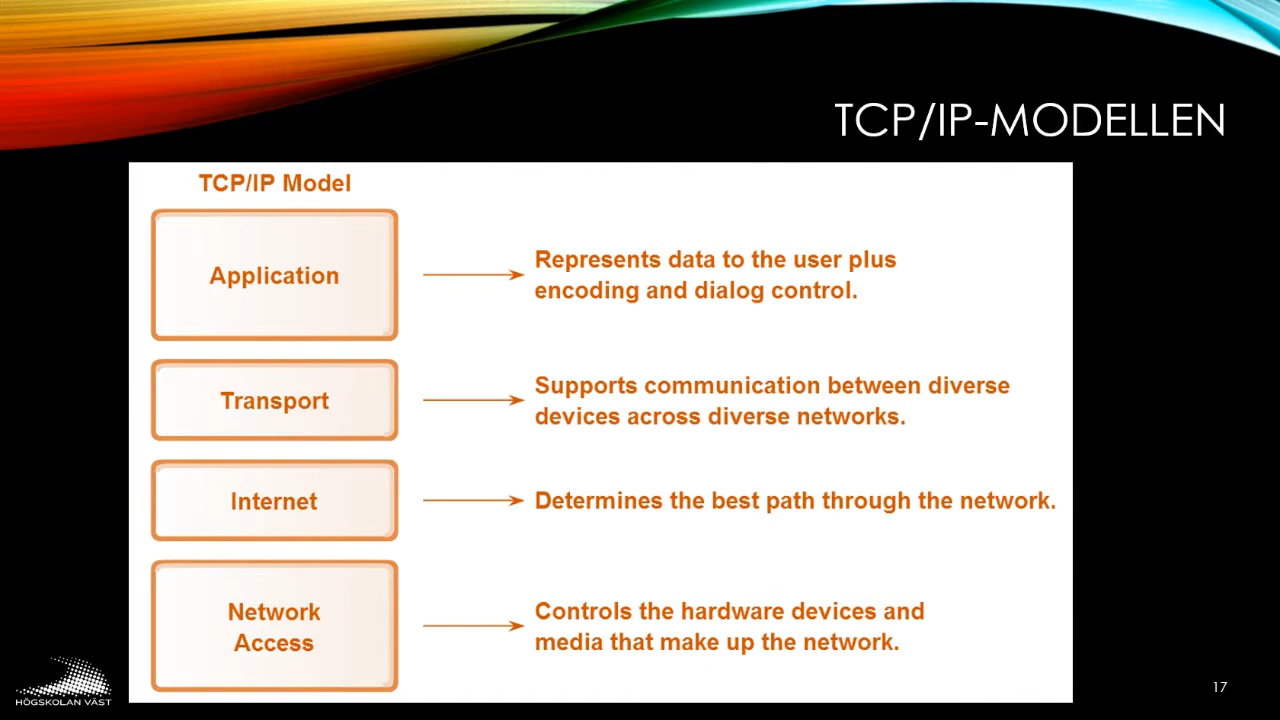 TCP/IP-MODELLEN
TCP/IP Model
Application
Represents data to the user plus
encoding and dialog control.
Transport
Supports communication between diverse
devices across diverse networks.
Internet
Determines the best path through the network.
Network
Access
Controls the hardware devices and
media that make up the network.
HÖGSKOLAN VÄST
17